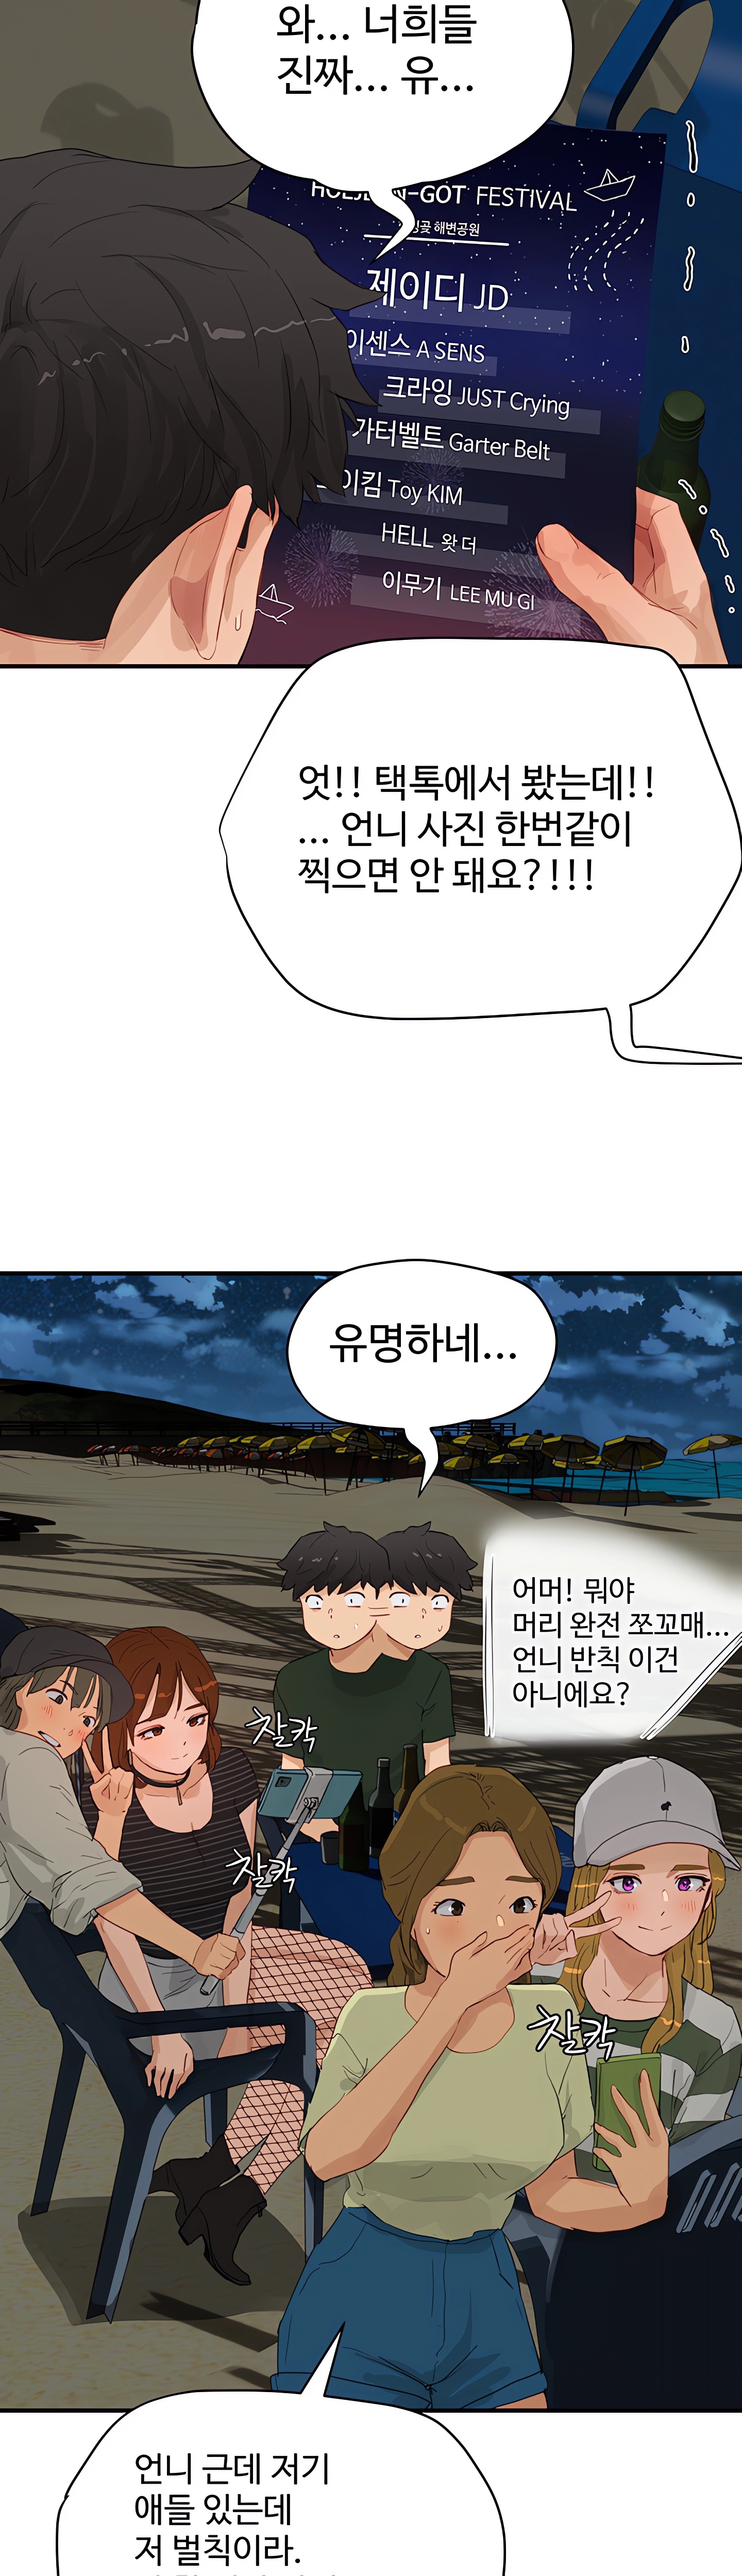 와... 너희들
진짜... 유...
-GOT FESTIVAL
해변공원
제이디 JD
이센스 A SENS
크라잉 JUST Crying
가터벨트 Garter Belt
이킴 Toy KIM
HELL 왓 더
이무기 LEE MU GI
엇!! 택톡에서 봤는데!!
... 언니 사진 한번같이
찍으면 안 돼요?!!!
유명하네...
어머! 뭐야
머리 완전 쪼꼬매...
언니 반칙 이건
아니에요?
찰칵
찰칵
찰칵
언니 근데 저기
애들 있는데
저 벌칙이라.